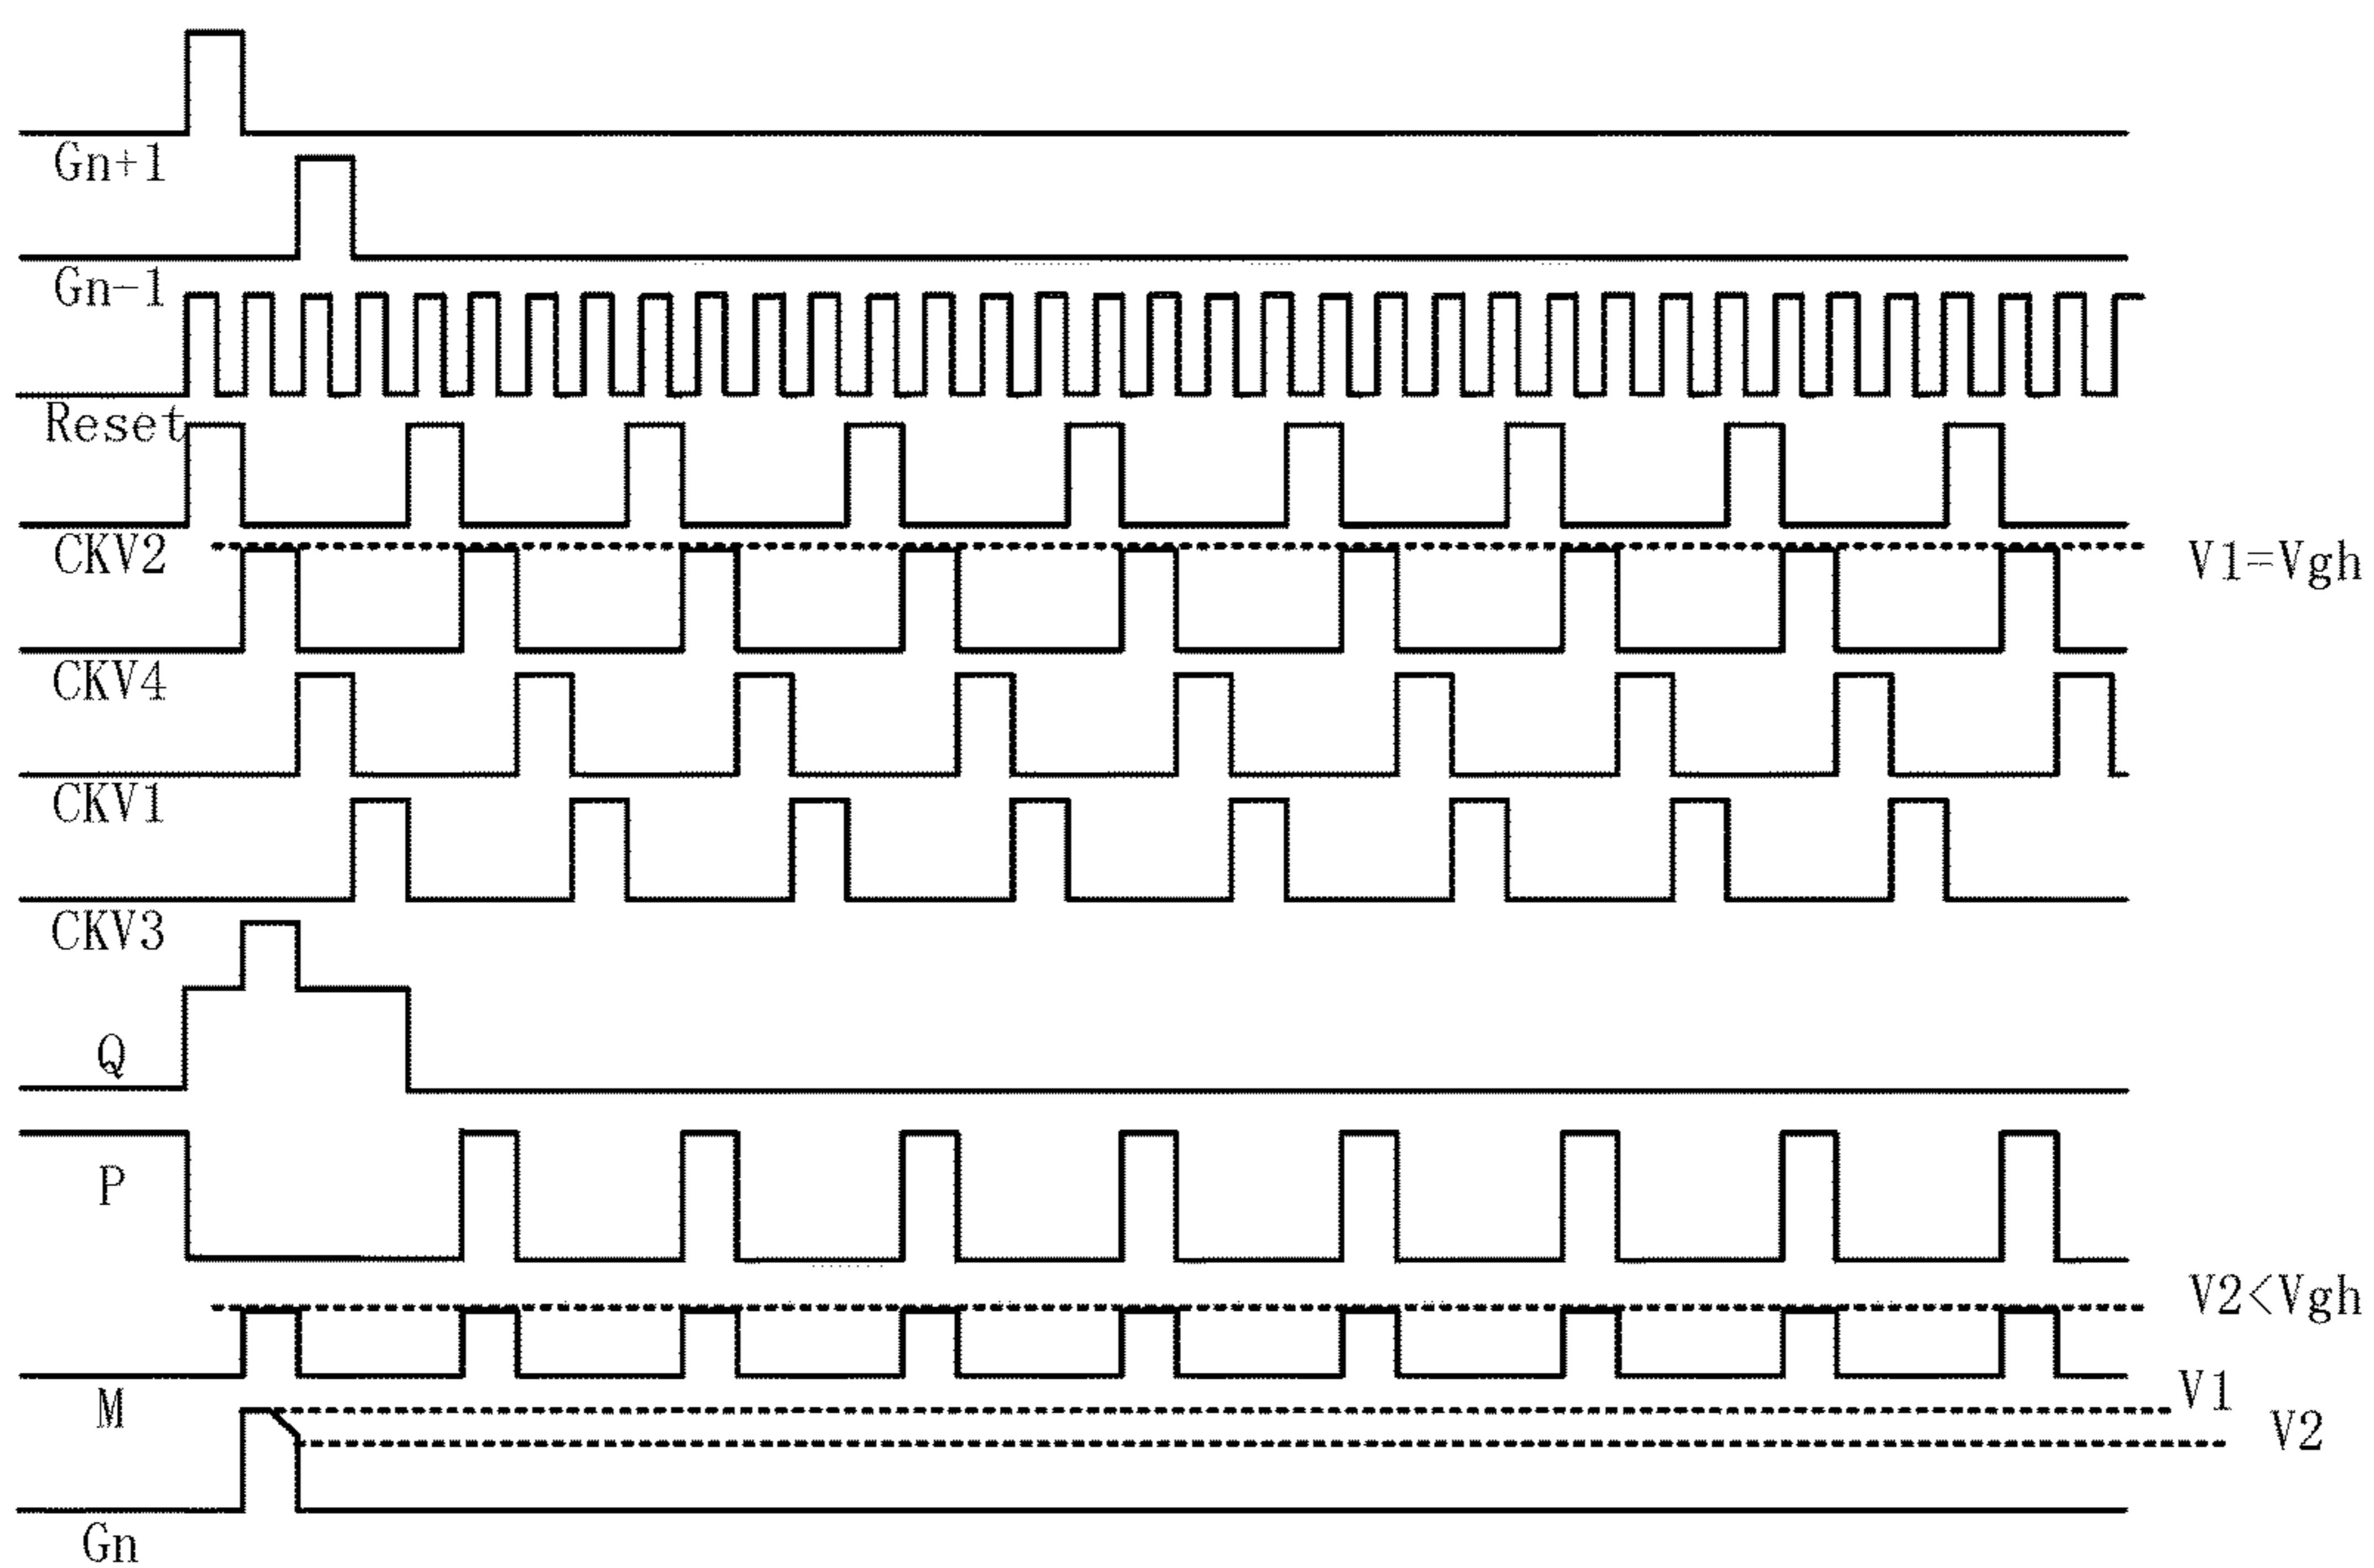 Gn+1
Gn-1
Reset
CKV2
V1=Vgh
CKV4
CKV1
CKV3
Q
P
V2<Vgh
M
V1
V2
Gn